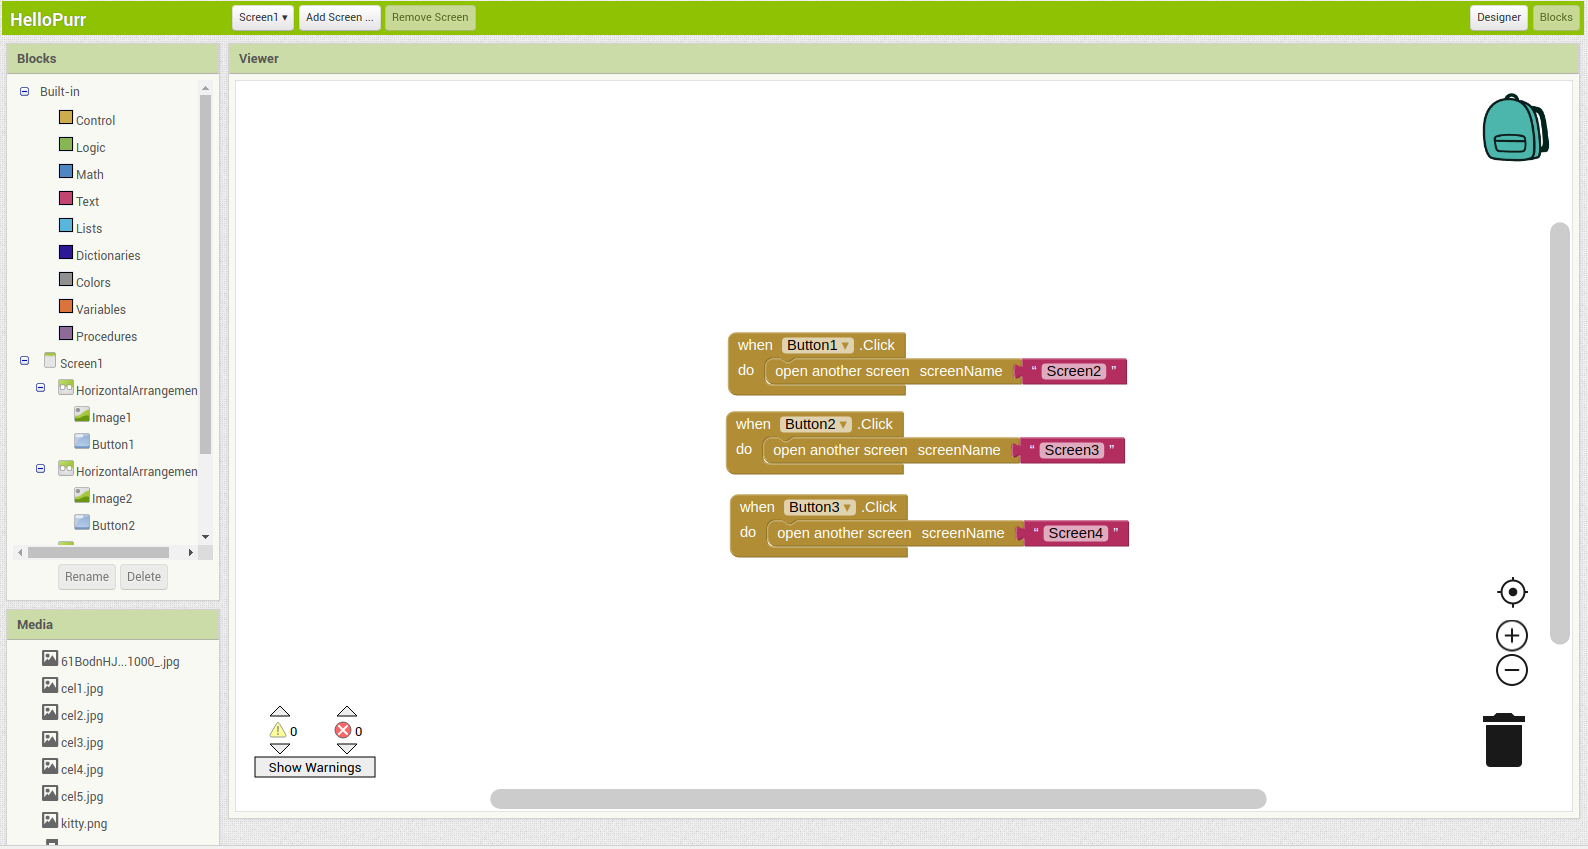 HelloPurr
Screen1 ▾ Add Screen ... Remove Screen
Designer Blocks
Blocks
Built-in
Control
Logic
Math
Text
Lists
Dictionaries
Colors
Variables
Procedures
Screen1
HorizontalArrangemen
Image1
Button1
HorizontalArrangemen
Image2
Button2
Rename Delete
Media
61BodnHJ...1000_.jpg
cel1.jpg
cel2.jpg
cel3.jpg
cel4.jpg
cel5.jpg
kitty.png
Viewer
when Button1 ▾ .Click
do open another screen screenName “ Screen2 ”
when Button2 ▾ .Click
do open another screen screenName “ Screen3 ”
when Button3 ▾ .Click
do open another screen screenName “ Screen4 ”
0 0
Show Warnings